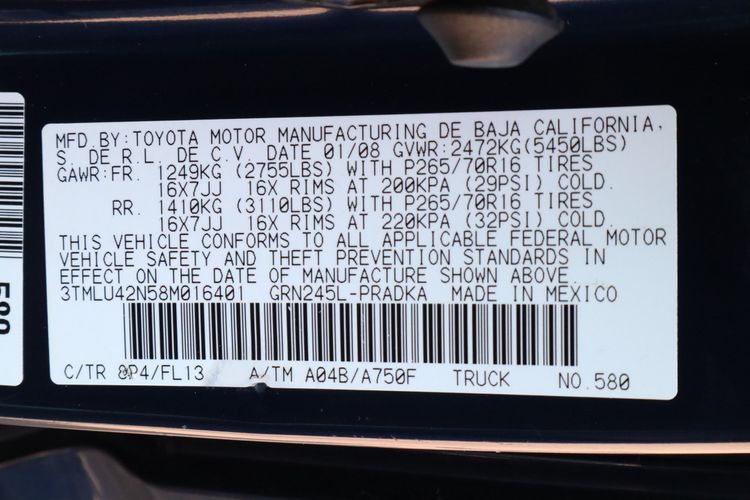 MFD.BY:TOYOTA MOTOR MANUFACTURING DE BAJA CALIFORNIA,
S. DE R.L. DE C.V. DATE 01/08 GVWR:2472KG(5450LBS)
GAWR:FR. 1249KG (2755LBS) WITH P265/70R16 TIRES
16X7JJ 16X RIMS AT 200KPA (29PSI) COLD.
RR. 1410KG (3110LBS) WITH P265/70R16 TIRES
16X7JJ 16X RIMS AT 220KPA (32PSI) COLD.
THIS VEHICLE CONFORMS TO ALL APPLICABLE FEDERAL MOTOR
VEHICLE SAFETY AND THEFT PREVENTION STANDARDS IN
EFFECT ON THE DATE OF MANUFACTURE SHOWN ABOVE.
3TMLU42N58M016401 GRN245L-PRADKA MADE IN MEXICO
C/TR 8P4/FL13 A/TM A04B/A750F TRUCK NO.580